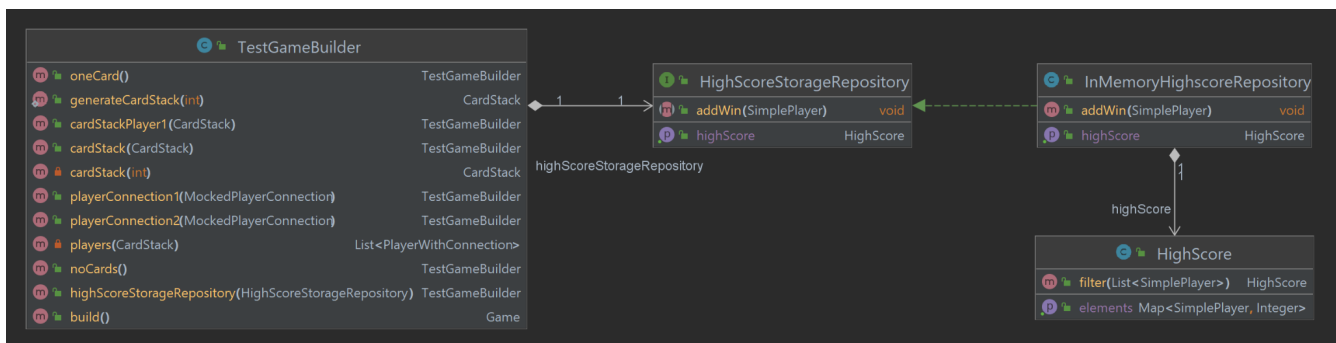 C TestGameBuilder
m oneCard() TestGameBuilder
m generateCardStack(int) CardStack
m cardStackPlayer1(CardStack) TestGameBuilder
m cardStack(CardStack) TestGameBuilder
m cardStack(int) CardStack
m playerConnection1(MockedPlayerConnection) TestGameBuilder
m playerConnection2(MockedPlayerConnection) TestGameBuilder
m players(CardStack) List<PlayerWithConnection>
m noCards() TestGameBuilder
m highScoreStorageRepository(HighScoreStorageRepository) TestGameBuilder
m build() Game
1 1
highScoreStorageRepository
I HighScoreStorageRepository
m addWin(SimplePlayer) void
p highScore HighScore
C InMemoryHighscoreRepository
m addWin(SimplePlayer) void
p highScore HighScore
1
1
highScore
C HighScore
m filter(List<SimplePlayer>) HighScore
p elements Map<SimplePlayer, Integer>